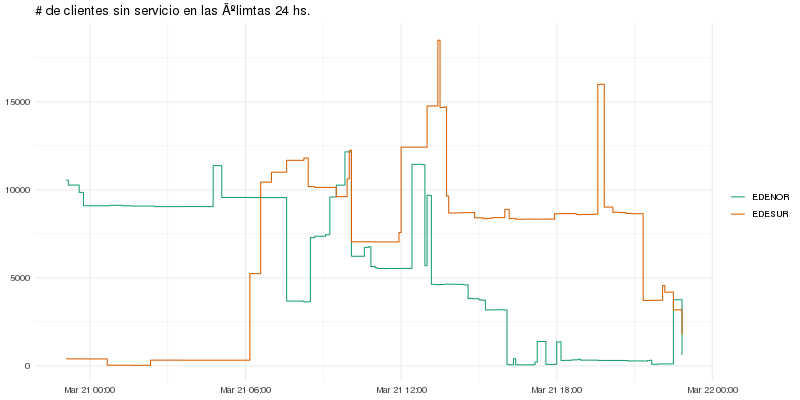 # de clientes sin servicio en las Ãºlimtas 24 hs.
15000
10000
5000
0
Mar 21 00:00
Mar 21 06:00
Mar 21 12:00
Mar 21 18:00
Mar 22 00:00
EDENOR
EDESUR